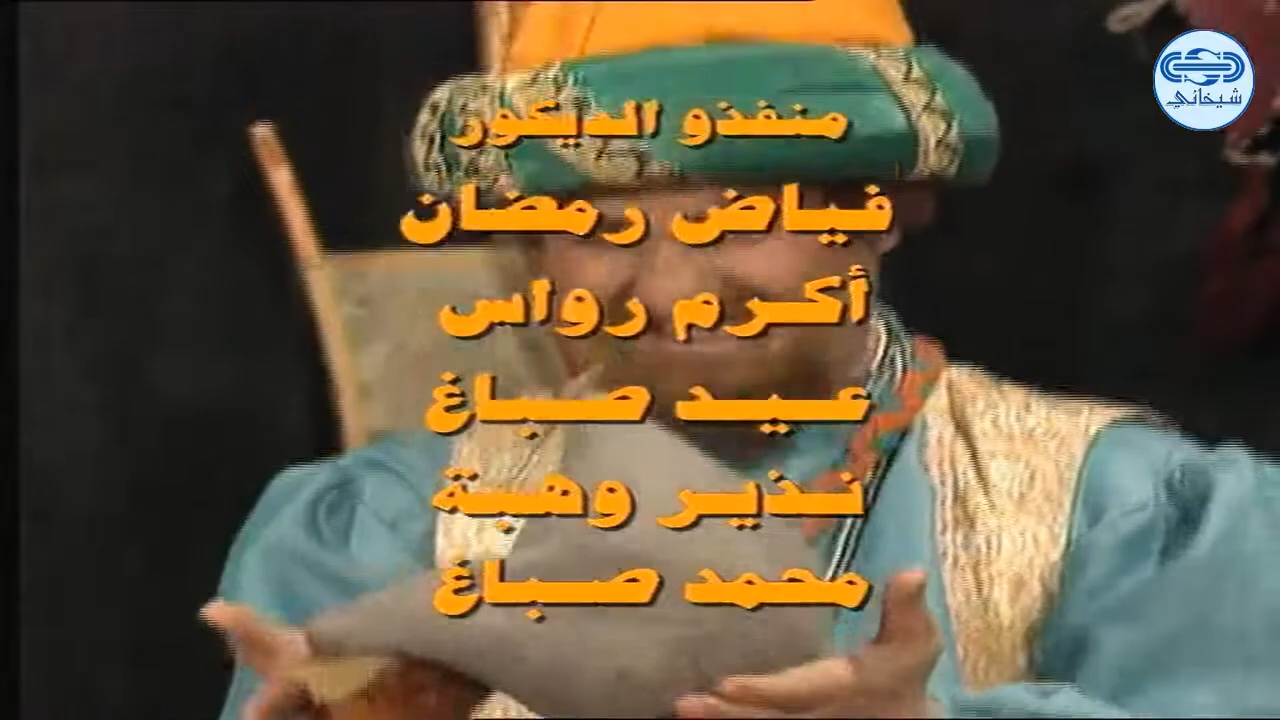 شيخاني
منفذو الديكور
فياض رمضان
أكرم رواس
عيد صباغ
نذير وهبة
محمد صباغ